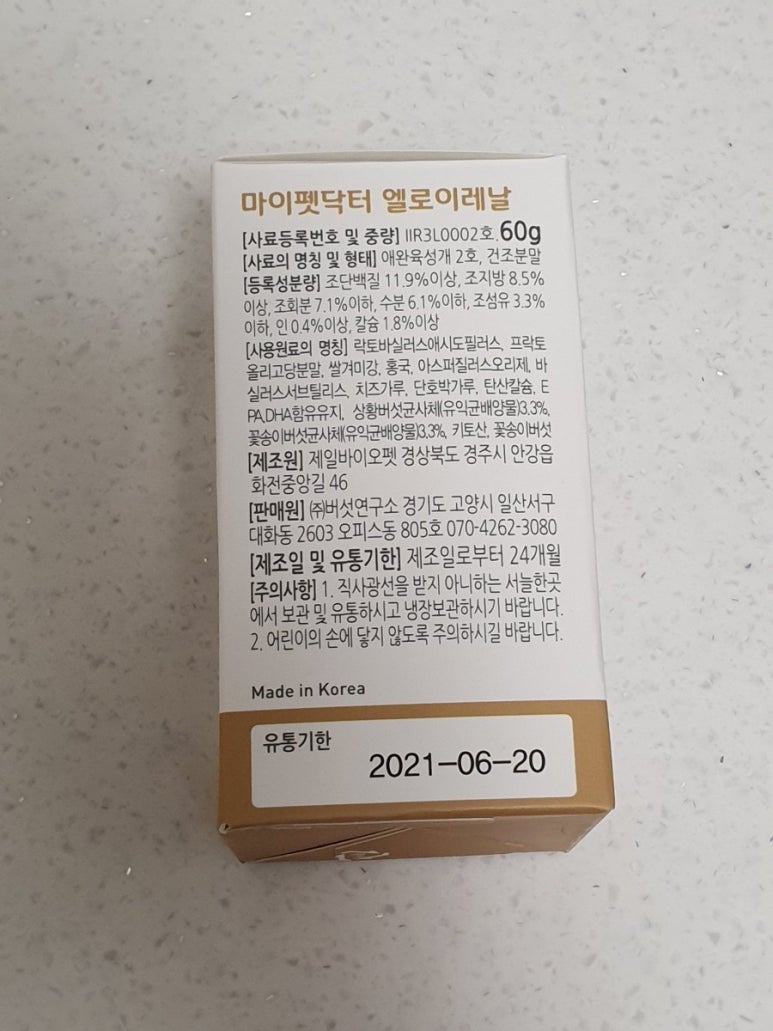 마이펫닥터 엘로이레날
[사료등록번호 및 중량] IIR3L0002호.60g
[사료의 명칭 및 형태] 애완육성개 2호, 건조분말
[등록성분량] 조단백질 11.9%이상, 조지방 8.5%
이상, 조회분 7.1%이하, 수분 6.1%이하, 조섬유 3.3%
이하, 인 0.4%이상, 칼슘 1.8%이상
[사용원료의 명칭] 락토바실러스애시도필러스, 프락토
올리고당분말, 쌀겨미강, 홍국, 아스퍼질러스오리제, 바
실러스서브틸리스, 치즈가루, 단호박가루, 탄산칼슘, E
PA,DHA함유유지, 상황버섯균사체(유익균배양물)3.3%,
꽃송이버섯균사체(유익균배양물)3.3%, 키토산, 꽃송이버섯
[제조원] 제일바이오펫 경상북도 경주시 안강읍
화전중앙길 46
[판매원] ㈜버섯연구소 경기도 고양시 일산서구
대화동 2603 오피스동 805호 070-4262-3080
[제조일 및 유통기한] 제조일로부터 24개월
[주의사항] 1. 직사광선을 받지 아니하는 서늘한곳
에서 보관 및 유통하시고 냉장보관하시기 바랍니다.
2. 어린이의 손에 닿지 않도록 주의하시길 바랍니다.
Made in Korea
유통기한
2021-06-20